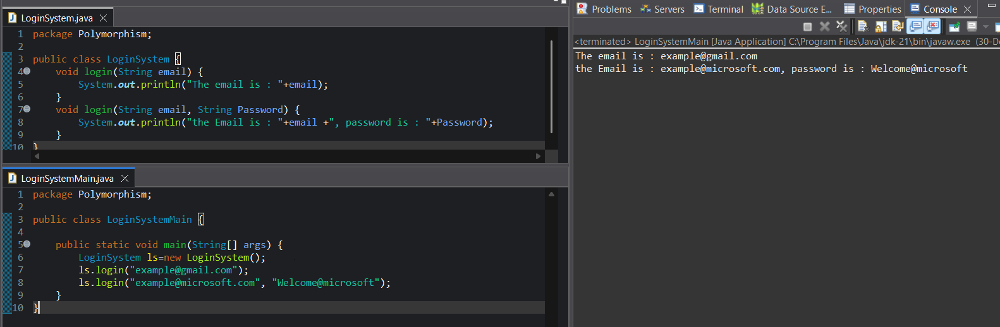 LoginSystem.java
1 package Polymorphism;
2
3 public class LoginSystem {
4 void login(String email) {
5 System.out.println("The email is : "+email);
6 }
7 void login(String email, String Password) {
8 System.out.println("the Email is : "+email +", password is : "+Password);
9 }
10 }
LoginSystemMain.java
1 package Polymorphism;
2
3 public class LoginSystemMain {
4
5 public static void main(String[] args) {
6 LoginSystem ls=new LoginSystem();
7 ls.login("example@gmail.com");
8 ls.login("example@microsoft.com", "Welcome@microsoft");
9 }
10 }
Problems Servers Terminal Data Source E... Properties Console
<terminated> LoginSystemMain [Java Application] C:\Program Files\Java\jdk-21\bin\javaw.exe (30-De
The email is : example@gmail.com
the Email is : example@microsoft.com, password is : Welcome@microsoft